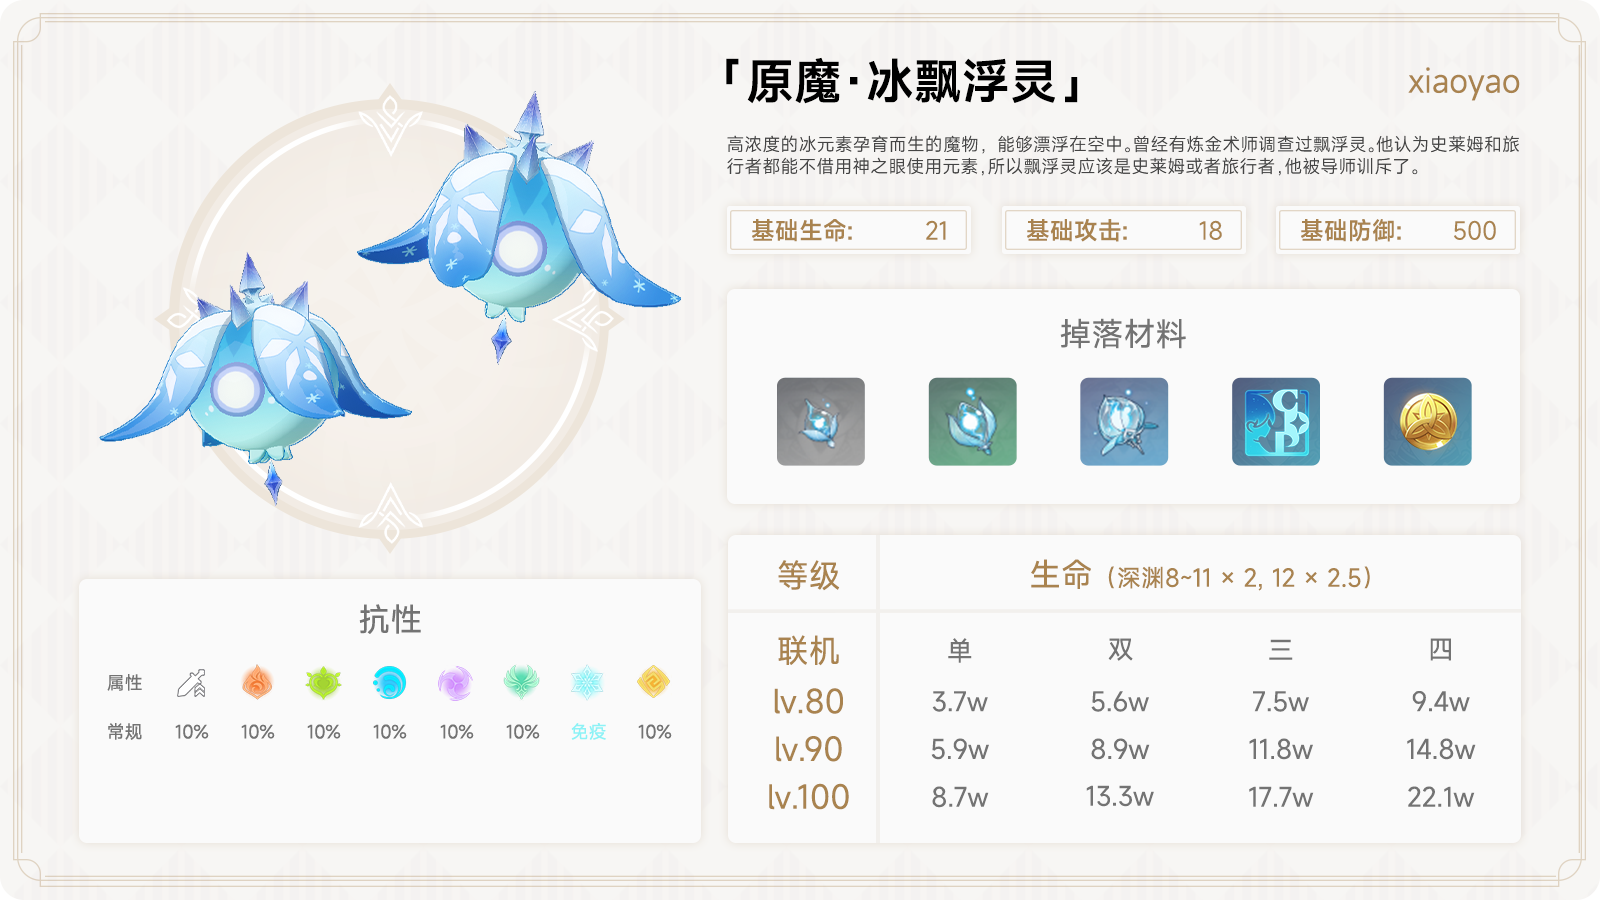 「原魔·冰飘浮灵」
xiaoyao
高浓度的冰元素孕育而生的魔物，能够漂浮在空中。曾经有炼金术师调查过飘浮灵。他认为史莱姆和旅
行者都能不借用神之眼使用元素，所以飘浮灵应该是史莱姆或者旅行者，他被导师训斥了。
基础生命: 21
基础攻击: 18
基础防御: 500
掉落材料
抗性
属性
常规 10% 10% 10% 10% 10% 10% 免疫 10%
等级 生命（深渊8~11 × 2, 12 × 2.5）
联机 单 双 三 四
lv.80 3.7w 5.6w 7.5w 9.4w
lv.90 5.9w 8.9w 11.8w 14.8w
lv.100 8.7w 13.3w 17.7w 22.1w